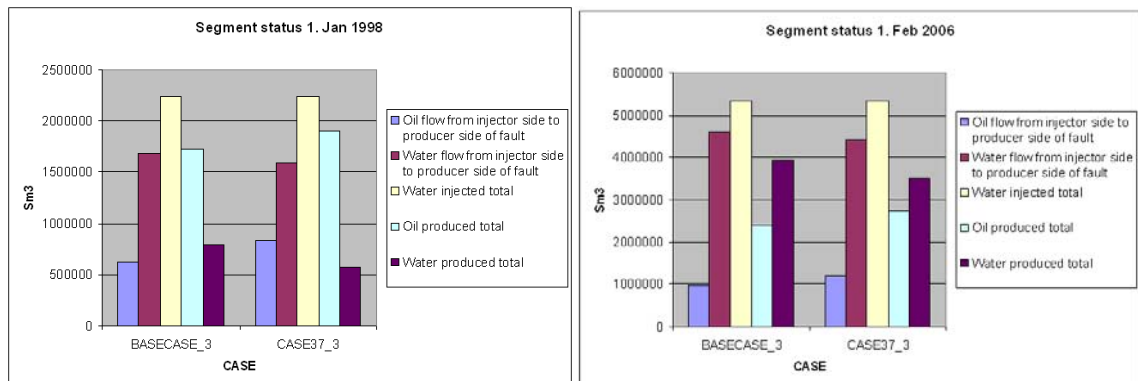 Segment status 1. Jan 1998
2500000
2000000
1500000
1000000
500000
0
Sm3
BASECASE_3
CASE37_3
CASE
Oil flow from injector side to
producer side of fault
Water flow from injector side
to producer side of fault
Water injected total
Oil produced total
Water produced total
Segment status 1. Feb 2006
6000000
5000000
4000000
3000000
2000000
1000000
0
Sm3
BASECASE_3
CASE37_3
CASE
Oil flow from injector side to
producer side of fault
Water flow from injector side
to producer side of fault
Water injected total
Oil produced total
Water produced total